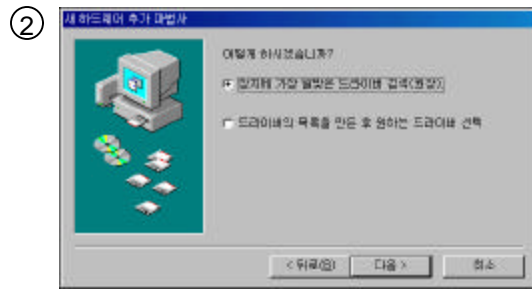 ②
새 하드웨어 추가 마법사
어떻게 하시겠습니까?
장치에 가장 알맞은 드라이버 검색(권장).
드라이버의 목록을 만든 후 원하는 드라이버 선택
< 뒤로(B)
다음 >
취소